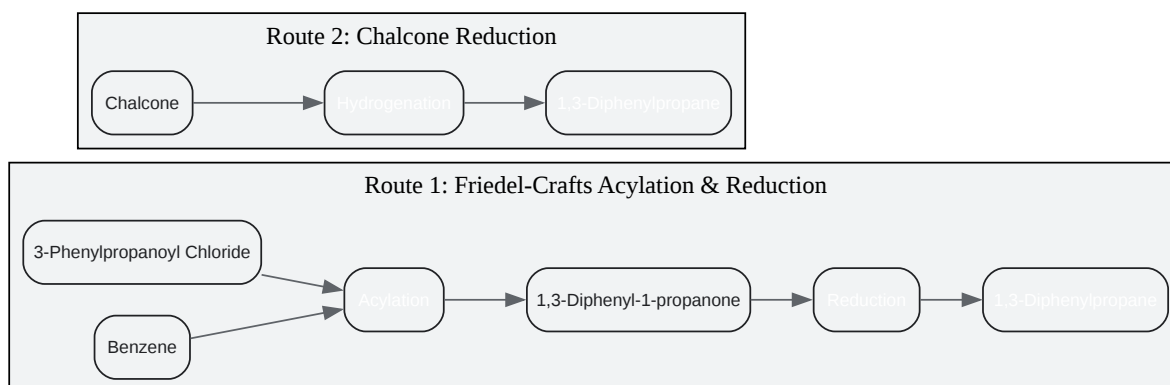 Route 2: Chalcone Reduction
Chalcone
Hydrogenation
1,3-Diphenylpropane
Route 1: Friedel-Crafts Acylation & Reduction
3-Phenylpropanoyl Chloride
Benzene
Acylation
1,3-Diphenyl-1-propanone
Reduction
1,3-Diphenylpropane